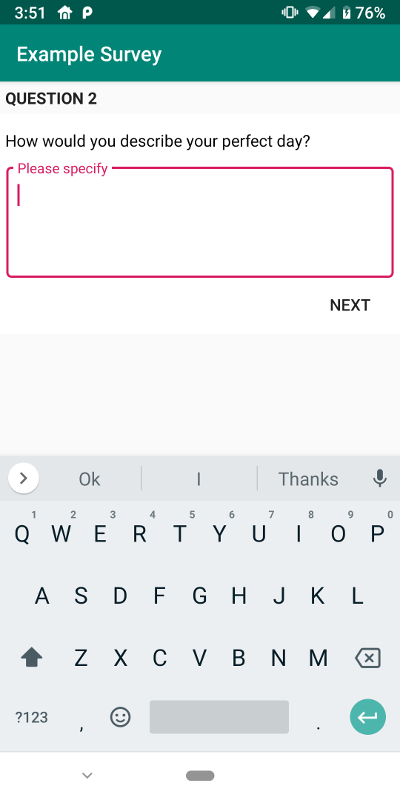 3:51 76%
Example Survey
QUESTION 2
How would you describe your perfect day?
Please specify
NEXT
Ok I Thanks
1 2 3 4 5 6 7 8 9 0
Q W E R T Y U I O P
A S D F G H J K L
Z X C V B N M
?123 , .